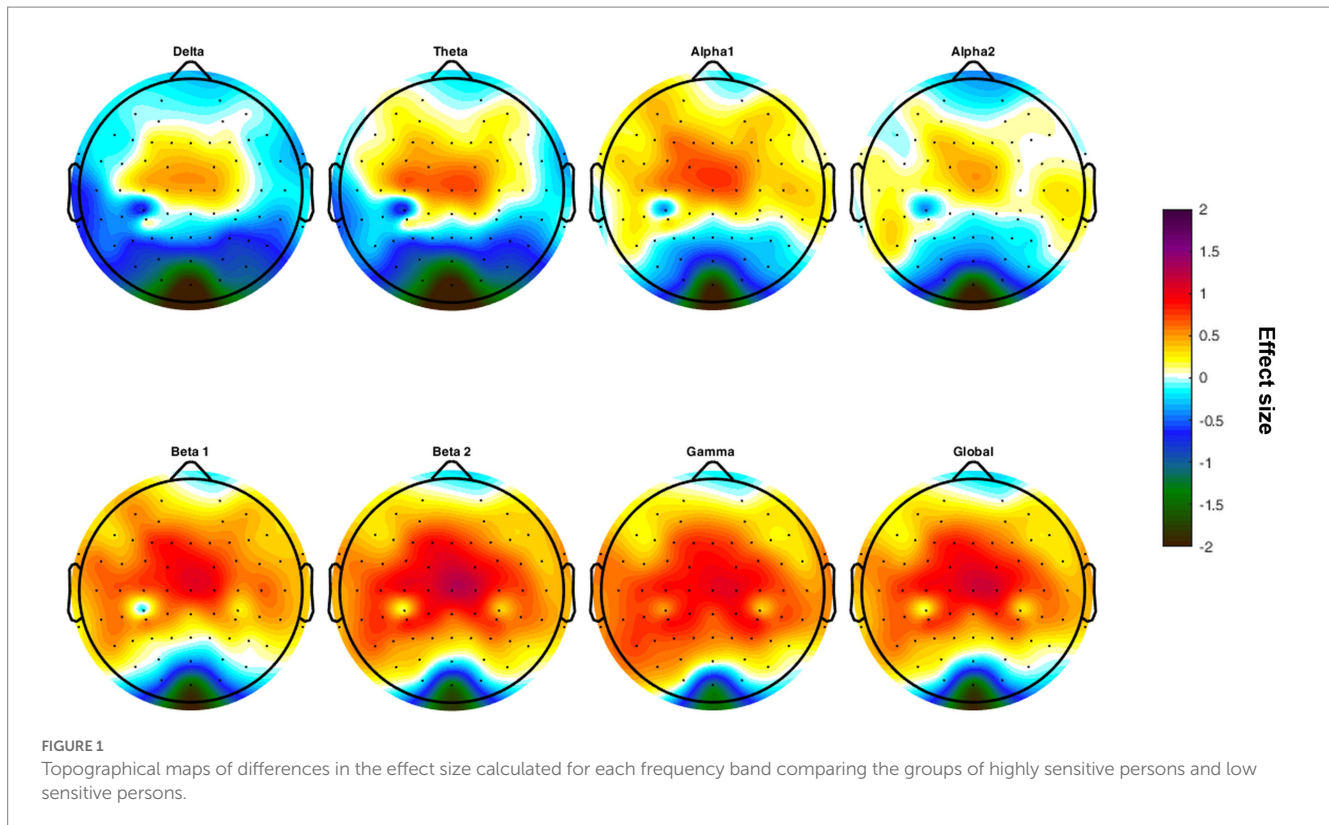 Delta
Theta
Alpha1
Alpha2
2
1.5
1
0.5
0
-0.5
-1
-1.5
-2
Effect size
Beta 1
Beta 2
Gamma
Global
FIGURE 1
Topographical maps of differences in the effect size calculated for each frequency band comparing the groups of highly sensitive persons and low
sensitive persons.